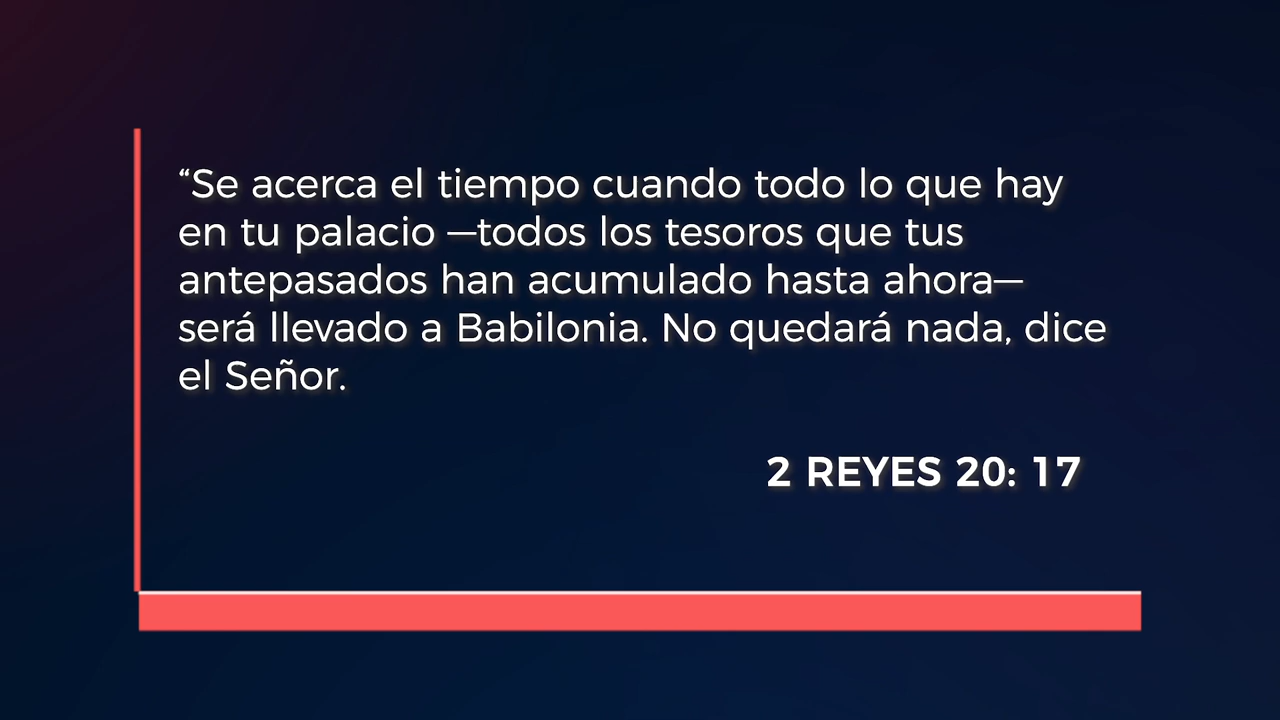 “Se acerca el tiempo cuando todo lo que hay
en tu palacio —todos los tesoros que tus
antepasados han acumulado hasta ahora—
será llevado a Babilonia. No quedará nada, dice
el Señor.
2 REYES 20: 17